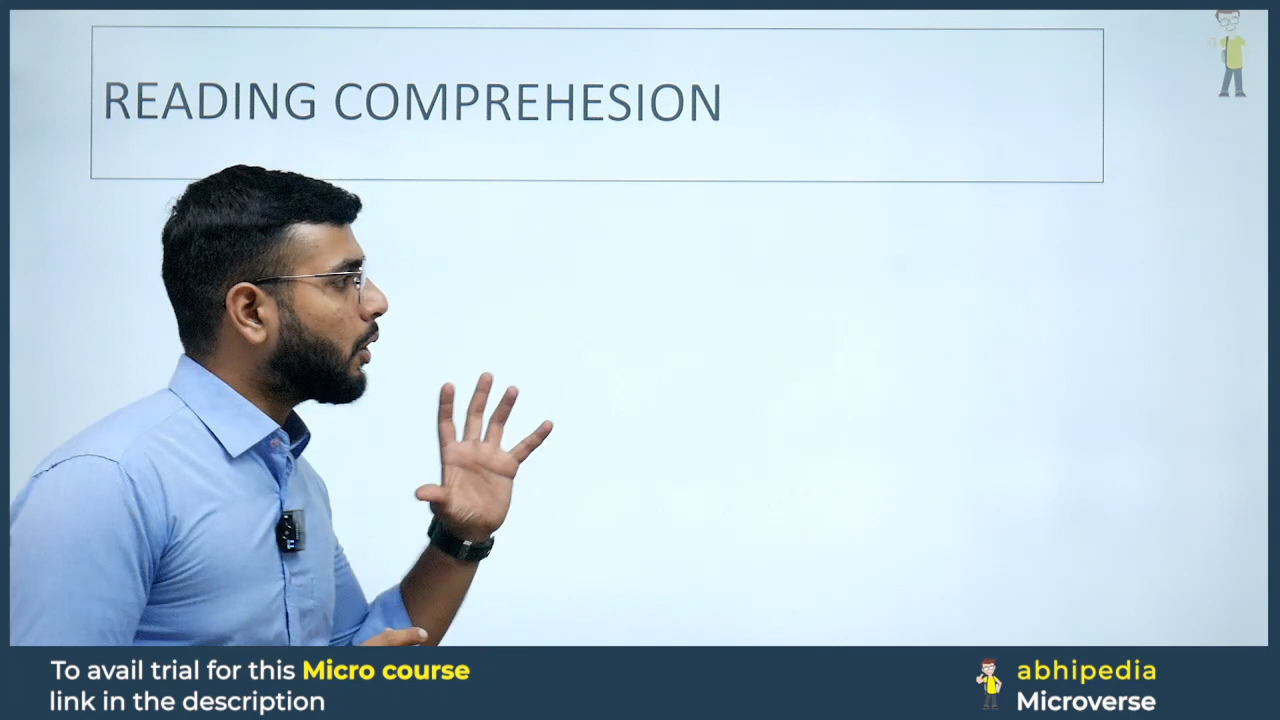 READING COMPREHESION
To avail trial for this Micro course
link in the description
abhipedia
Microverse